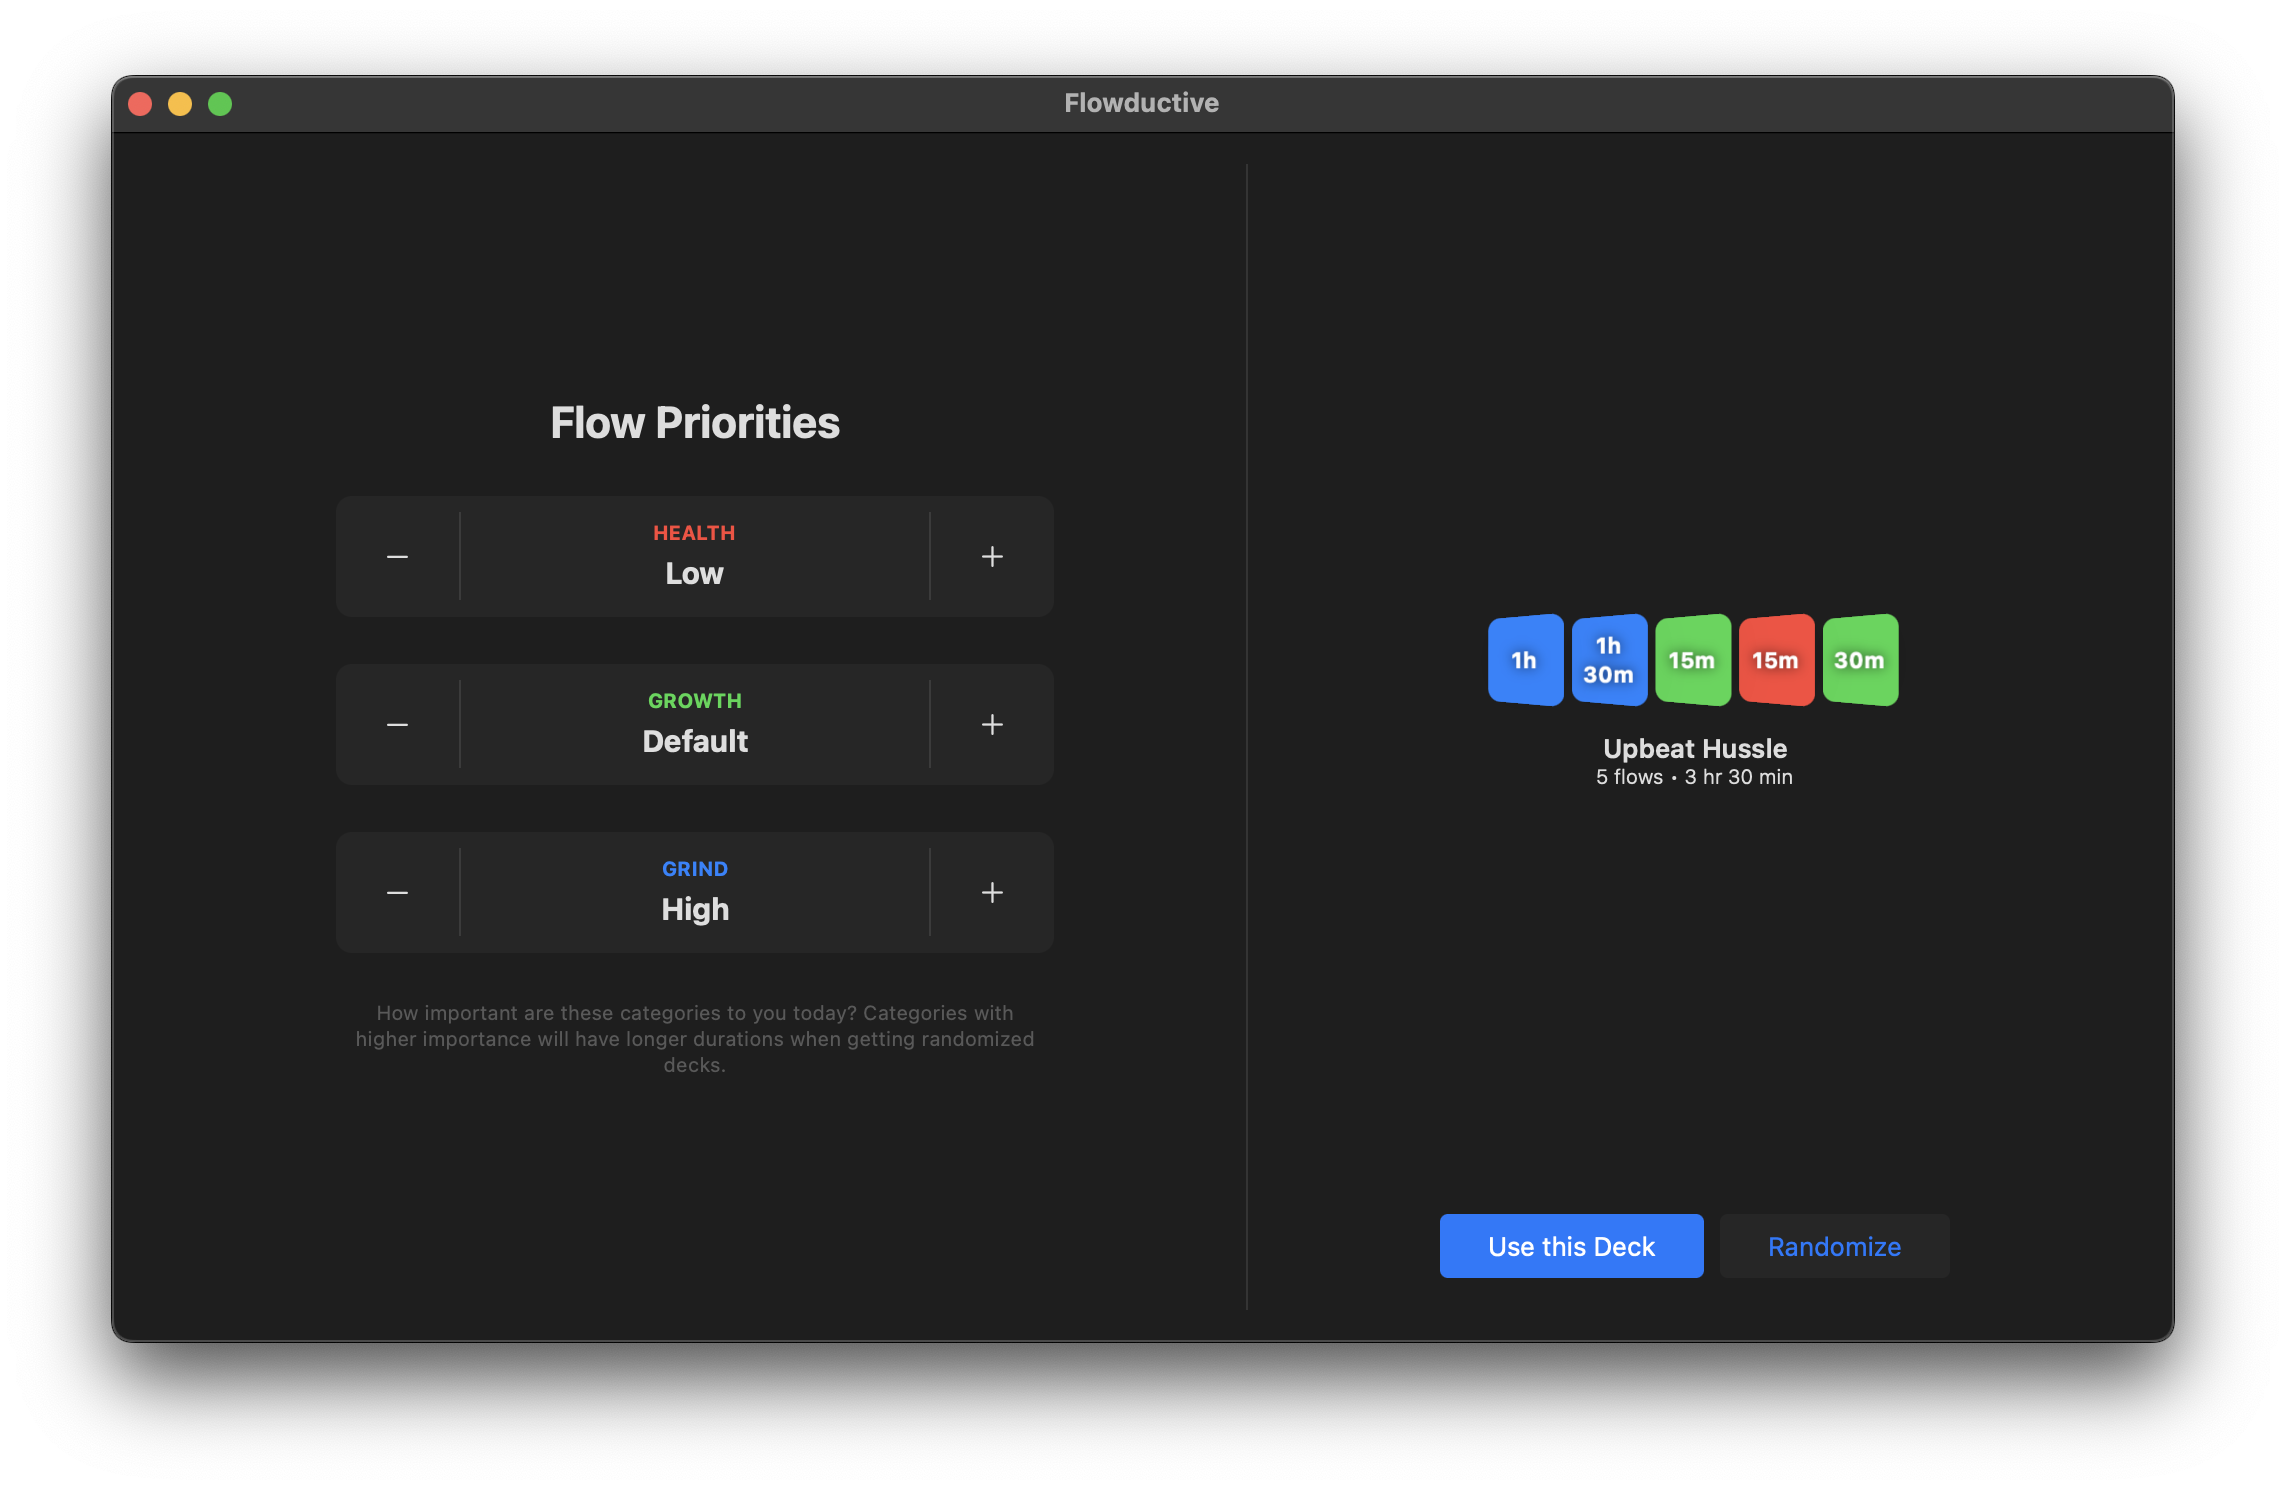 Flowductive
Flow Priorities
HEALTH
Low
GROWTH
Default
GRIND
High
How important are these categories to you today? Categories with
higher importance will have longer durations when getting randomized
decks.
1h
1h
30m
15m
15m
30m
Upbeat Hussle
5 flows • 3 hr 30 min
Use this Deck
Randomize